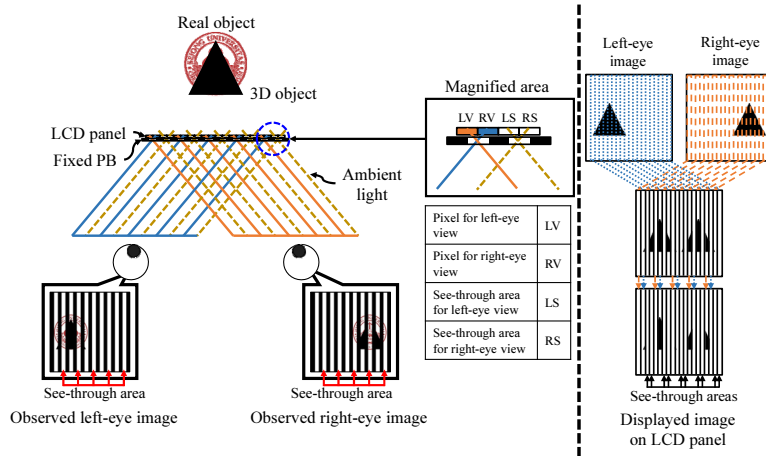 Real object
3D object
LCD panel
Fixed PB
Ambient
light
See-through area
Observed left-eye image
See-through area
Observed right-eye image
Magnified area
LV RV LS RS
Pixel for left-eye
view
LV
Pixel for right-eye
view
RV
See-through area
for left-eye view
LS
See-through area
for right-eye view
RS
Left-eye
image
Right-eye
image
See-through areas
Displayed image
on LCD panel